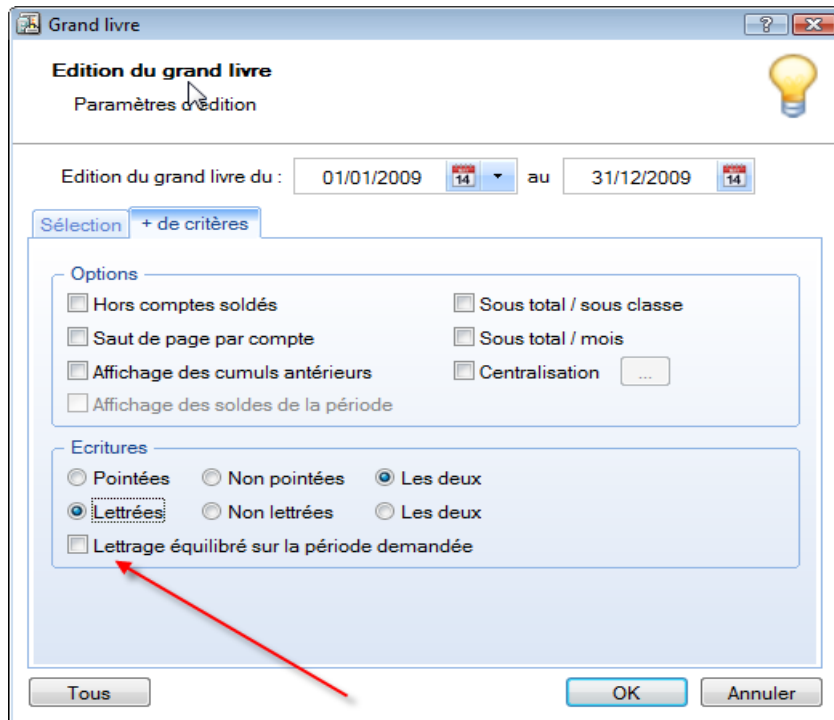 Grand livre
Edition du grand livre
Paramètres d'édition
Edition du grand livre du : 01/01/2009 14 au 31/12/2009 14
Sélection + de critères
Options
Hors comptes soldés Sous total / sous classe
Saut de page par compte Sous total / mois
Affichage des cumuls antérieurs Centralisation ...
Affichage des soldes de la période
Ecritures
Pointées Non pointées Les deux
Lettrées Non lettrées Les deux
Lettrage équilibré sur la période demandée
Tous OK Annuler